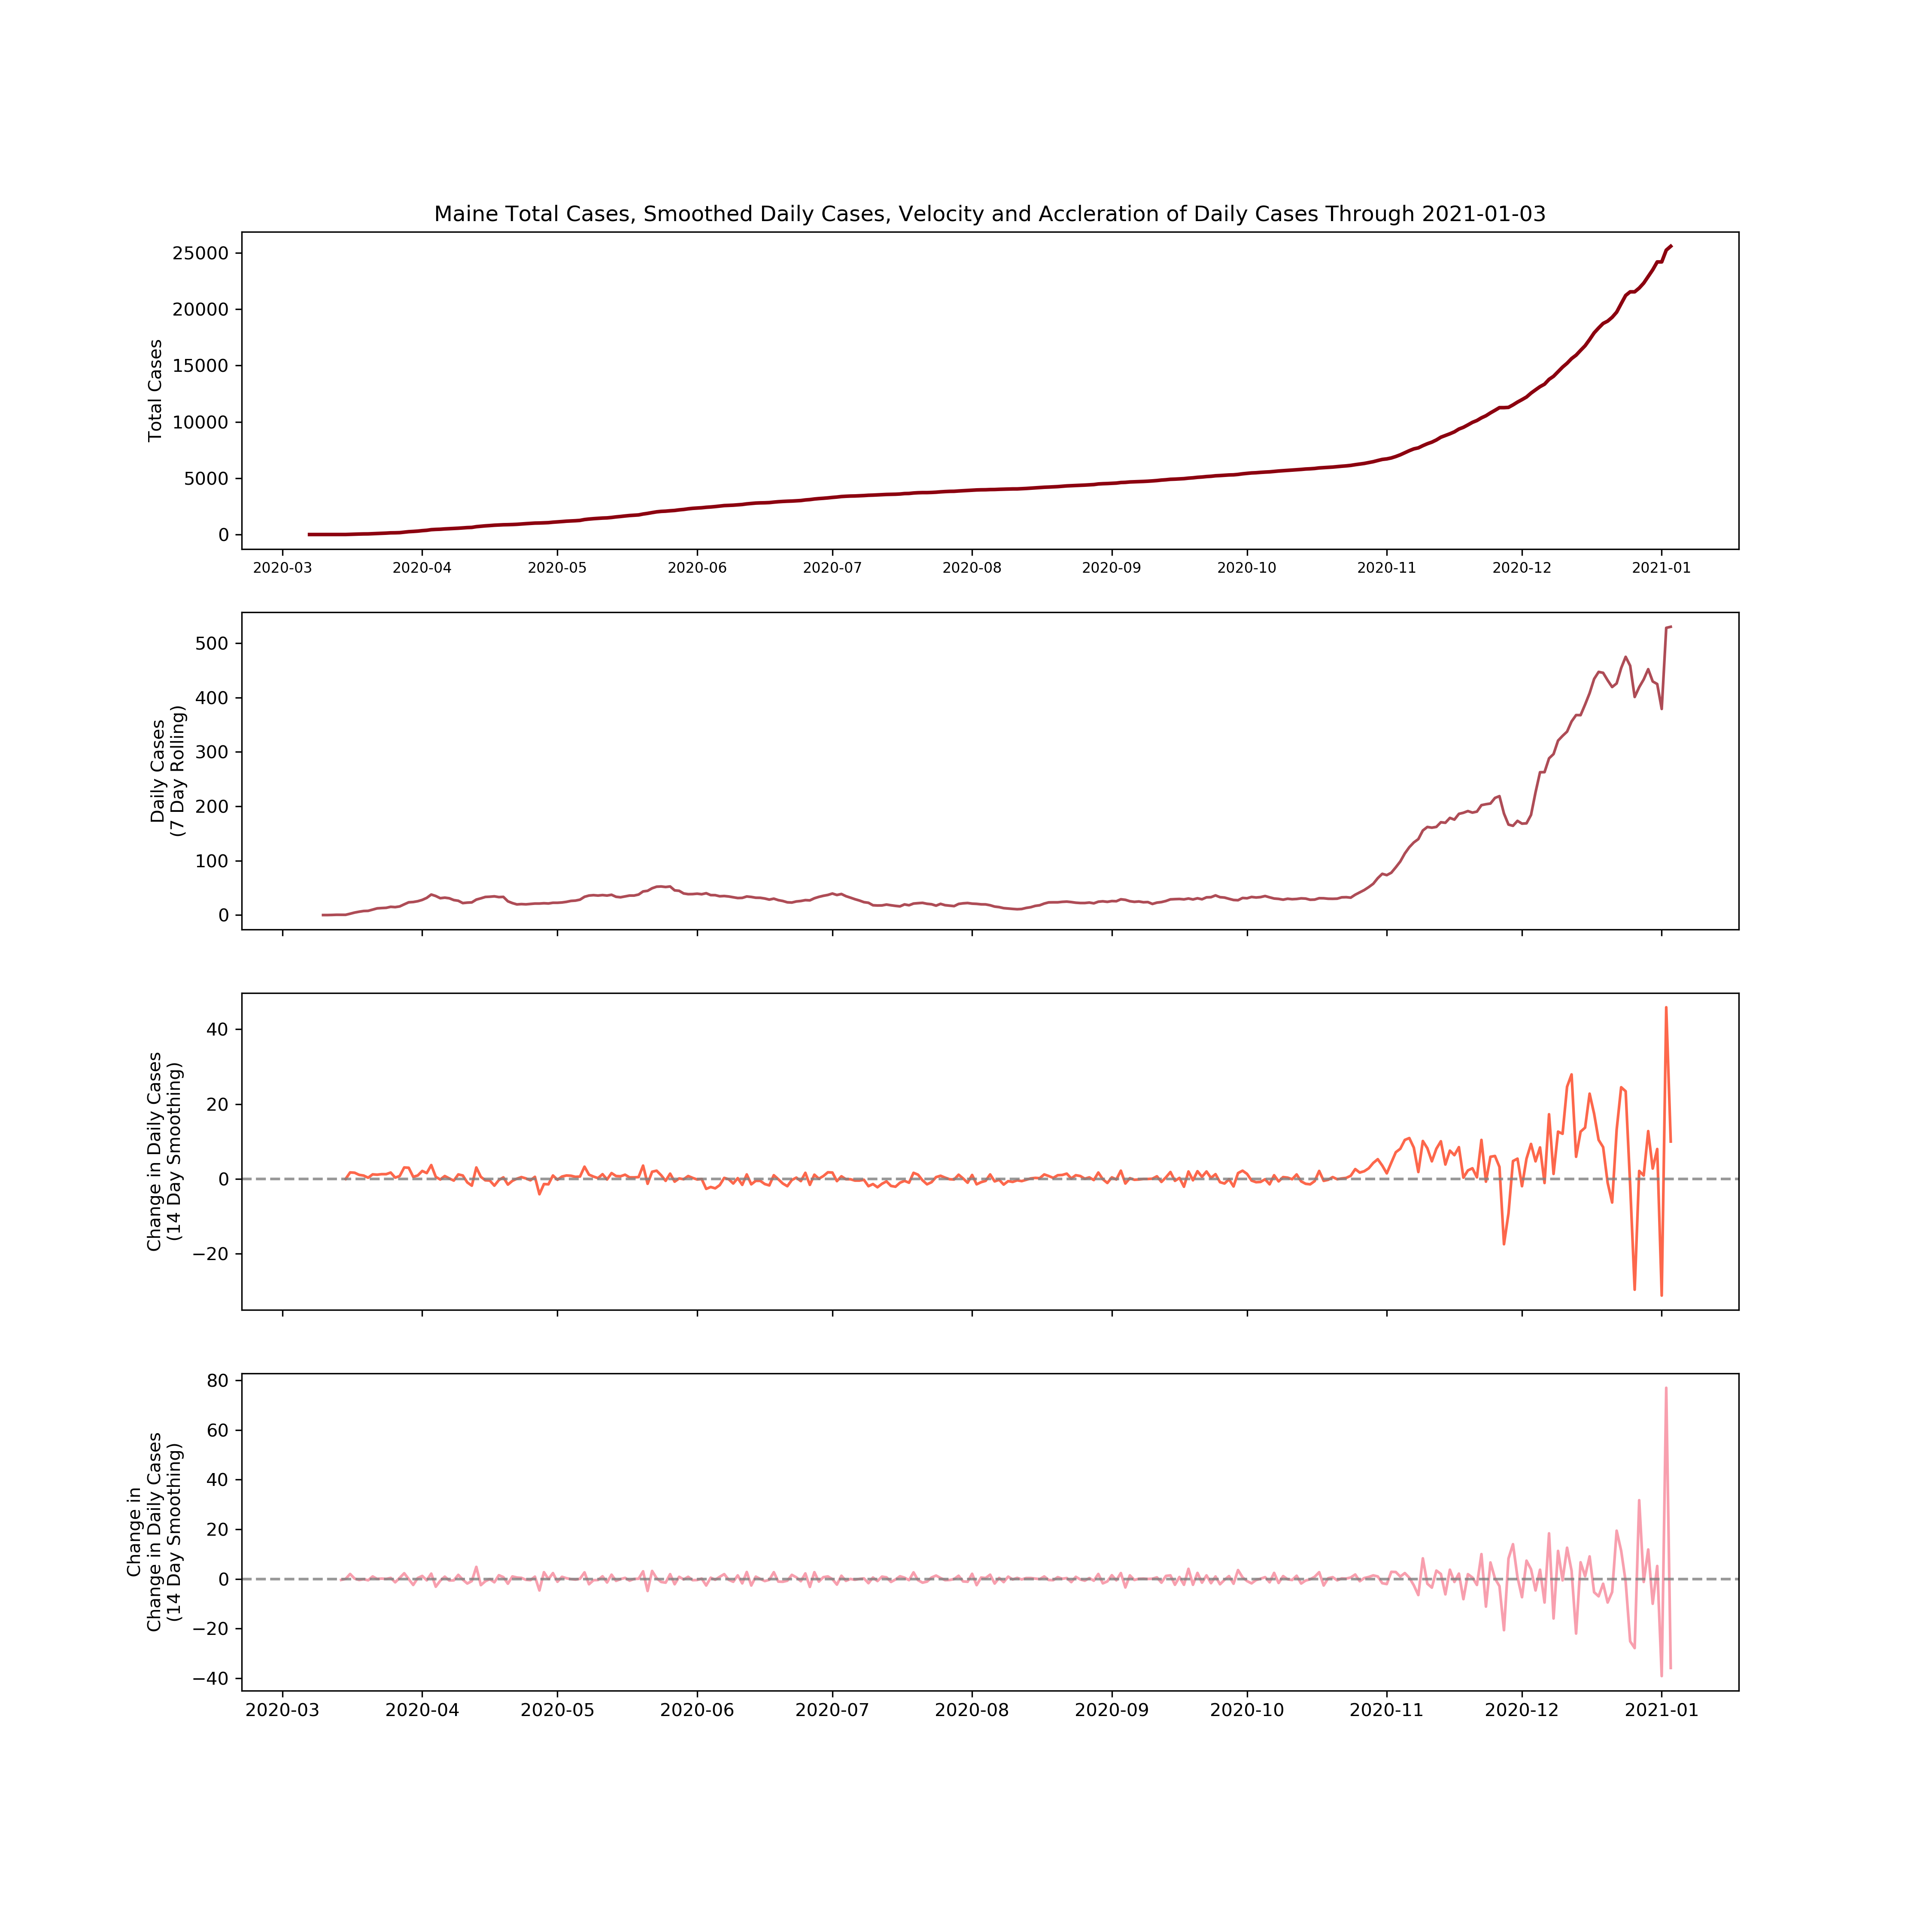 Maine Total Cases, Smoothed Daily Cases, Velocity and Accleration of Daily Cases Through 2021-01-03
Total Cases
25000
20000
15000
10000
5000
0
2020-03 2020-04 2020-05 2020-06 2020-07 2020-08 2020-09 2020-10 2020-11 2020-12 2021-01
Daily Cases
(7 Day Rolling)
500
400
300
200
100
0
Change in Daily Cases
(14 Day Smoothing)
40
20
0
−20
Change in
Change in Daily Cases
(14 Day Smoothing)
80
60
40
20
0
−20
−40
2020-03 2020-04 2020-05 2020-06 2020-07 2020-08 2020-09 2020-10 2020-11 2020-12 2021-01